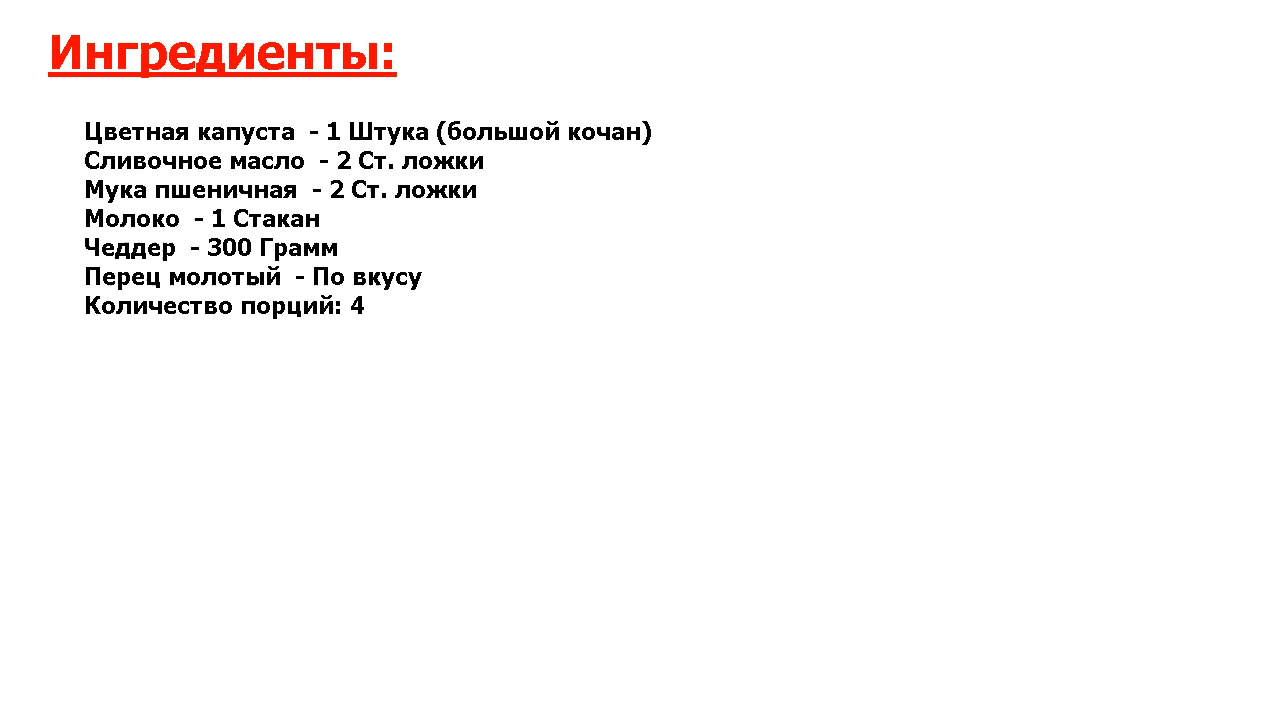 Ингредиенты:
Цветная капуста  - 1 Штука (большой кочан)
Сливочное масло  - 2 Ст. ложки
Мука пшеничная  - 2 Ст. ложки
Молоко  - 1 Стакан
Чеддер  - 300 Грамм
Перец молотый  - По вкусу
Количество порций: 4